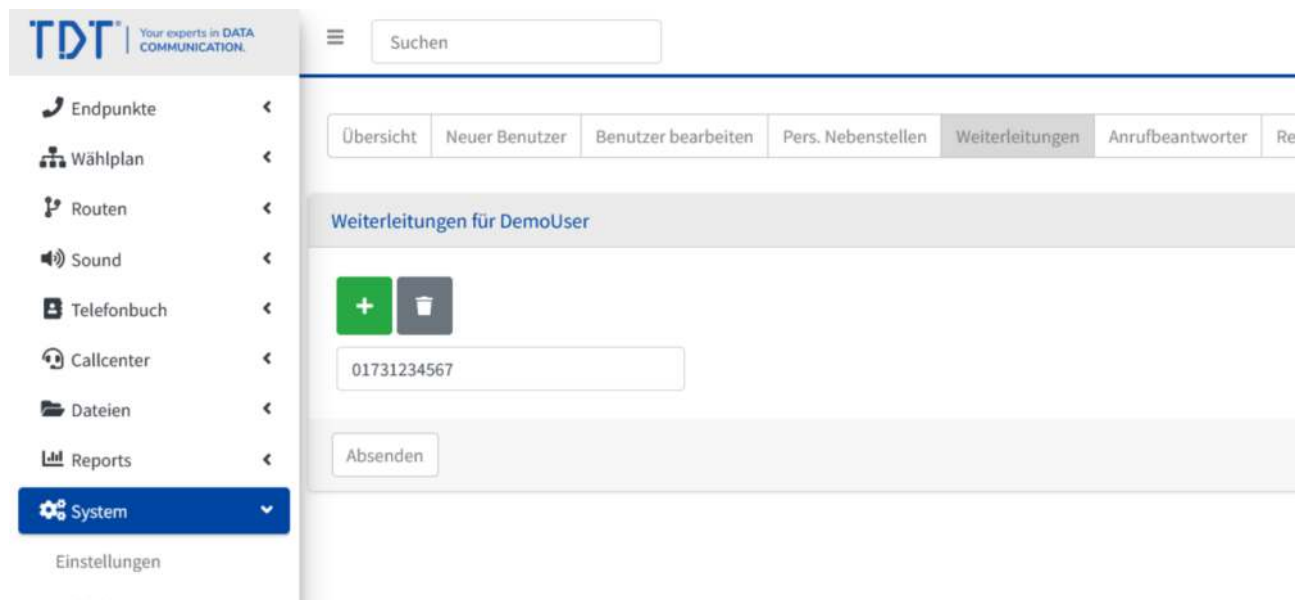 TDT Your experts in DATA
COMMUNICATION.
Suchen
Endpunkte
Wählplan
Routen
Sound
Telefonbuch
Callcenter
Dateien
Reports
System
Einstellungen
Übersicht Neuer Benutzer Benutzer bearbeiten Pers. Nebenstellen Weiterleitungen Anrufbeantworter Re
Weiterleitungen für DemoUser
01731234567
Absenden